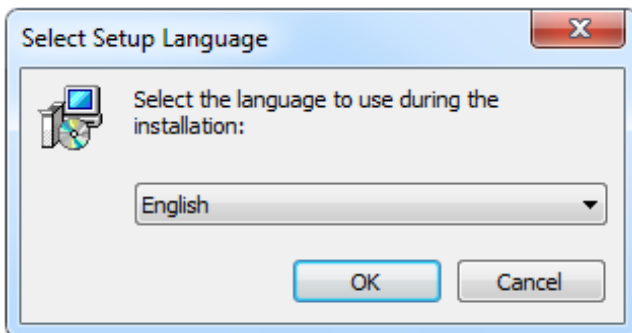 Select Setup Language
Select the language to use during the
installation:
English
OK
Cancel